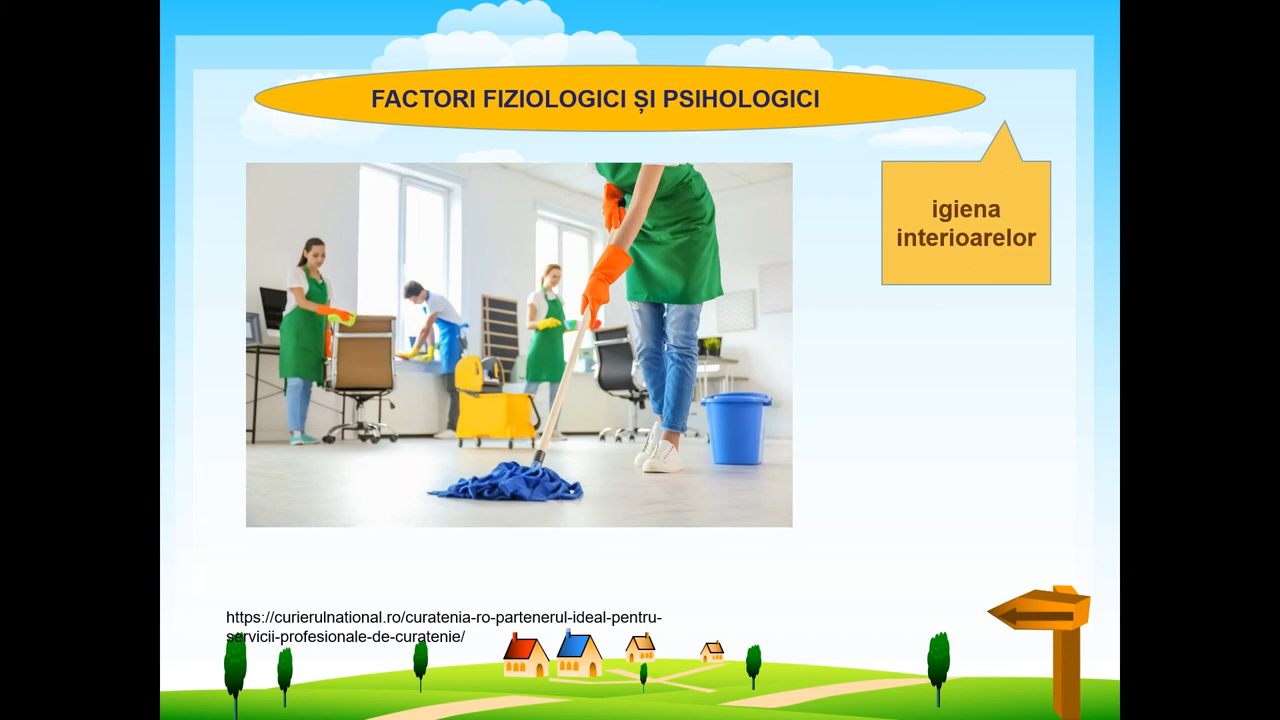 FACTORI FIZIOLOGICI ȘI PSIHOLOGICI
igiena
interioarelor
https://curierulnational.ro/curatenia-ro-partenerul-ideal-pentru-
servicii-profesionale-de-curatenie/